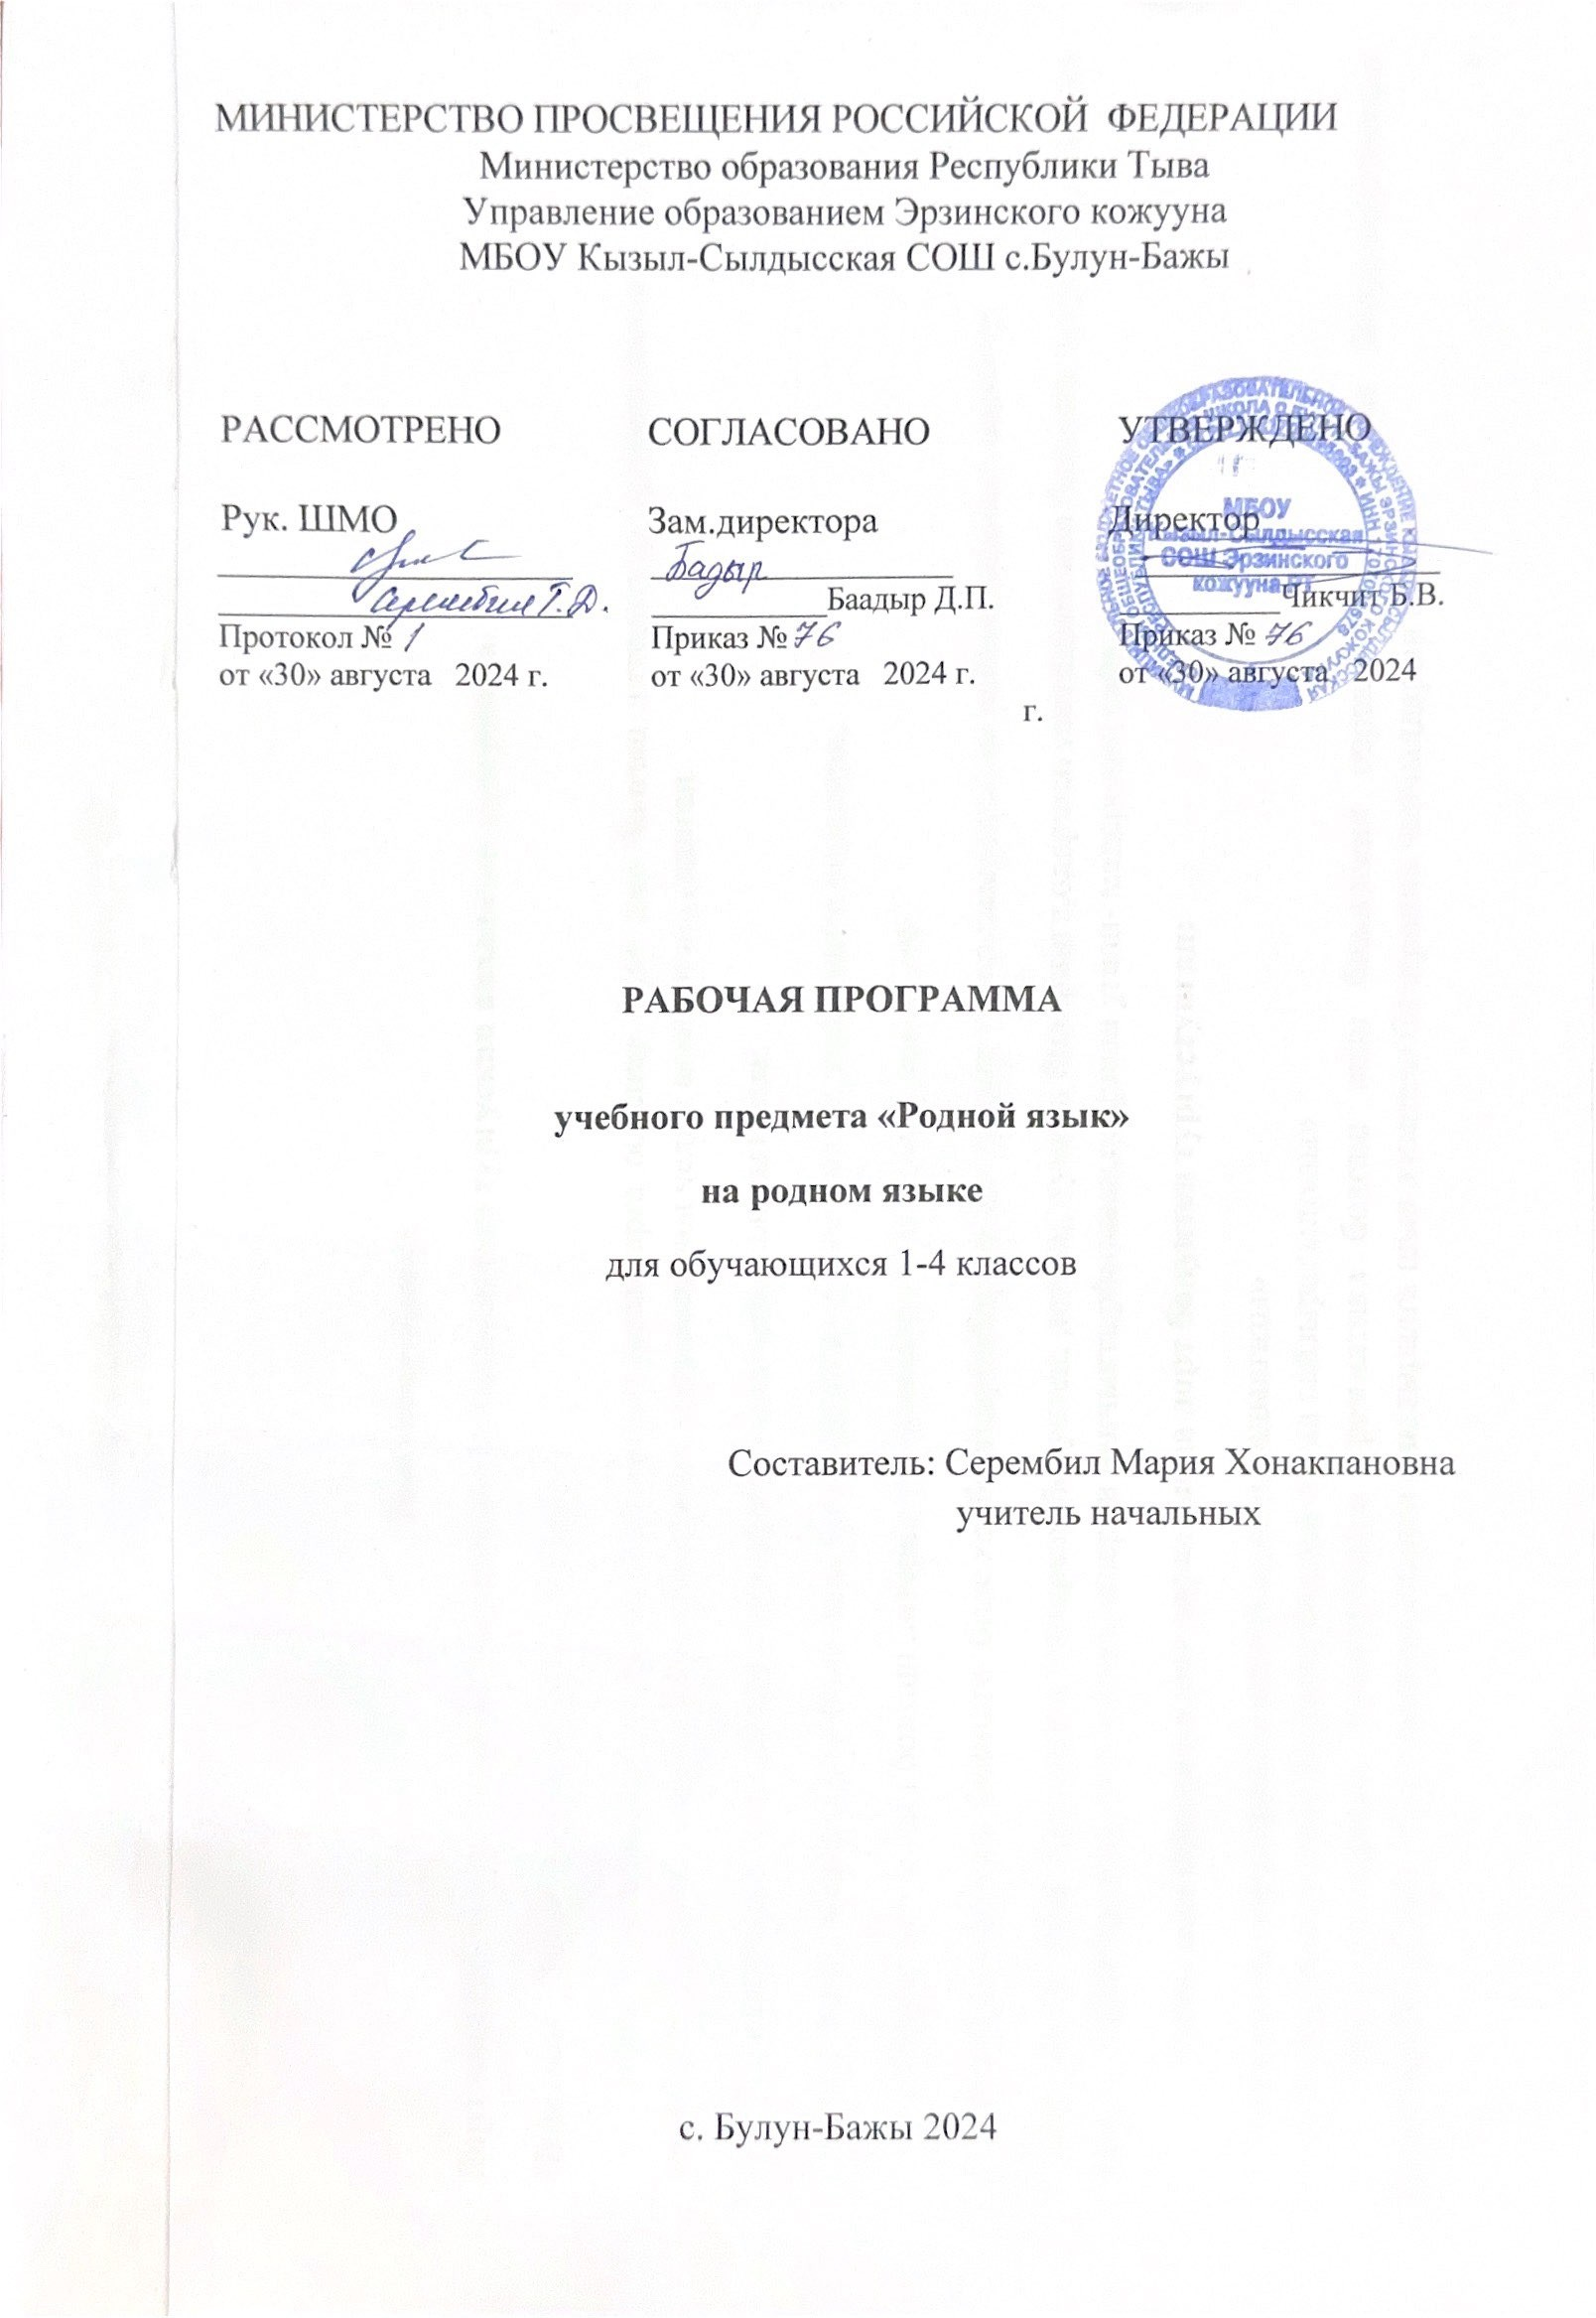 МИНИСТЕРСТВО ПРОСВЕЩЕНИЯ РОССИЙСКОЙ ФЕДЕРАЦИИ
Министерство образования Республики Тыва
Управление образованием Эрзинского кожууна
МБОУ Кызыл-Сылдысская СОШ с.Булун-Бажы
РАССМОТРЕНО СОГЛАСОВАНО УТВЕРЖДЕНО
Рук. ШМО Зам.директора Директор
Бадыр
Серембил Т.Д. Баадыр Д.П. Чикчит Б.В.
Протокол № 1 Приказ № 76 Приказ № 76
от «30» августа 2024 г. от «30» августа 2024 г. от «30» августа 2024
г.
МБОУ
Кызыл-Сылдысская
СОШ Эрзинского
кожууна РТ
РАБОЧАЯ ПРОГРАММА
учебного предмета «Родной язык»
на родном языке
для обучающихся 1-4 классов
Составитель: Серембил Мария Хонакпановна
учитель начальных
с. Булун-Бажы 2024